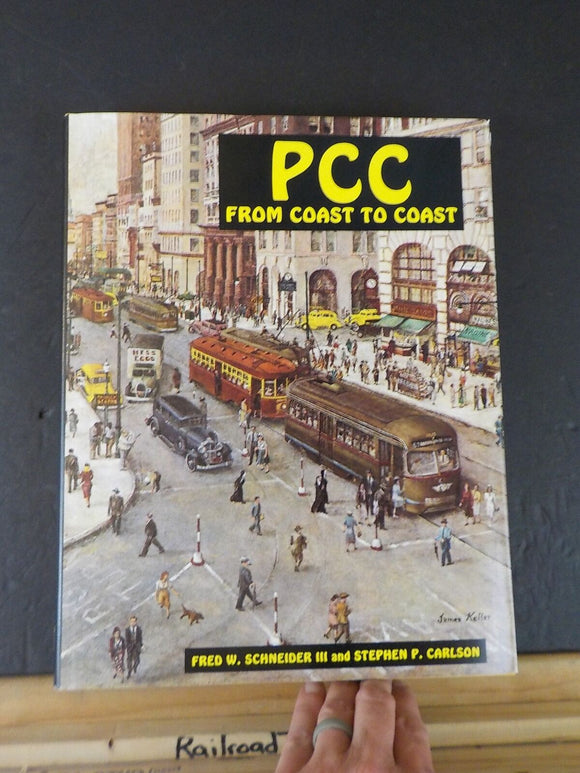 PCC
FROM COAST TO COAST
HESS
EGGS
James Keller
FRED W. SCHNEIDER III and STEPHEN P. CARLSON
Railroad